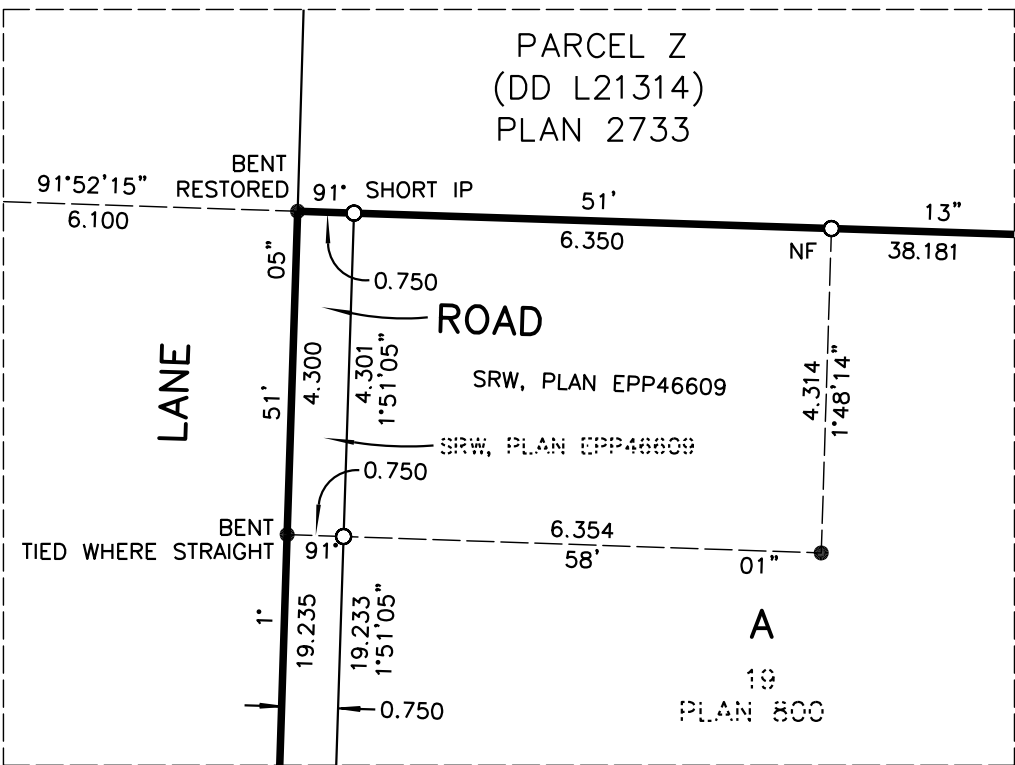 PARCEL Z
(DD L21314)
PLAN 2733
BENT
RESTORED
91°52'15"
6.100
91°
SHORT IP
51'
13"
6.350
NF
38.181
05"
0.750
ROAD
LANE
51'
4.300
4.301
1°51'05"
SRW, PLAN EPP46609
4.314
1°48'14"
SRW, PLAN EPP46609
0.750
BENT
TIED WHERE STRAIGHT
91°
6.354
58'
01"
1°
19.235
19.233
1°51'05"
A
19
PLAN 800
0.750